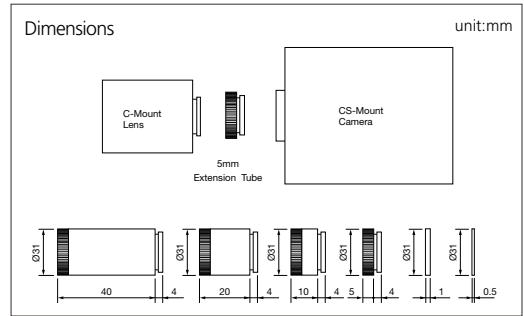 Dimensions
unit:mm
C-Mount
Lens
CS-Mount
Camera
5mm
Extension Tube
Ø31 Ø31 Ø31 Ø31 Ø31 Ø31
40 4 20 4 10 4 5 4 1 0.5